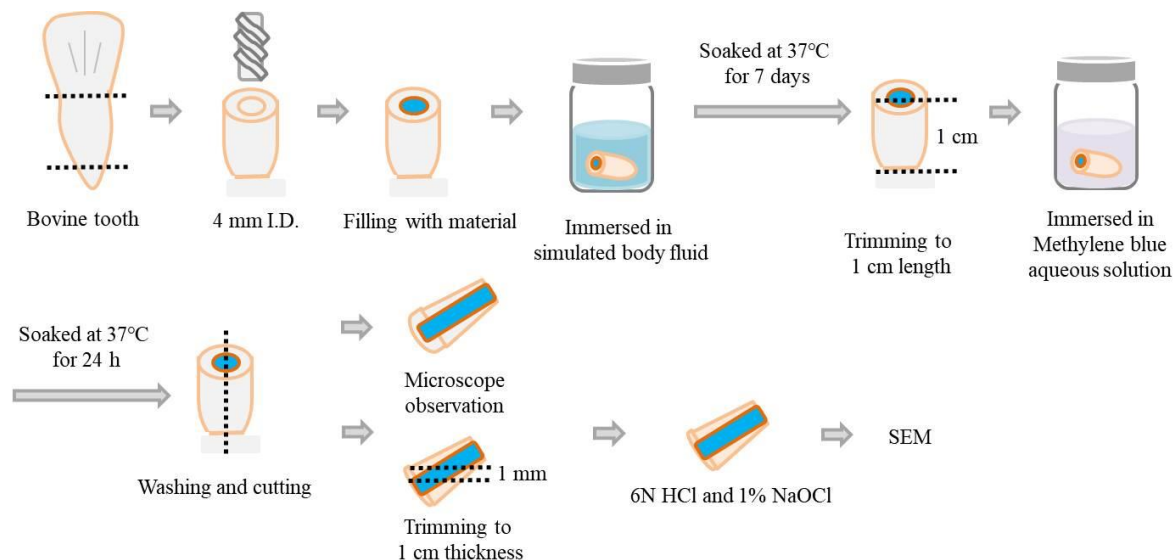 Bovine tooth
4 mm I.D.
Filling with material
Immersed in
simulated body fluid
Soaked at 37℃
for 7 days
1 cm
Trimming to
1 cm length
Immersed in
Methylene blue
aqueous solution
Soaked at 37℃
for 24 h
Washing and cutting
Microscope
observation
1 mm
Trimming to
1 cm thickness
6N HCl and 1% NaOCl
SEM